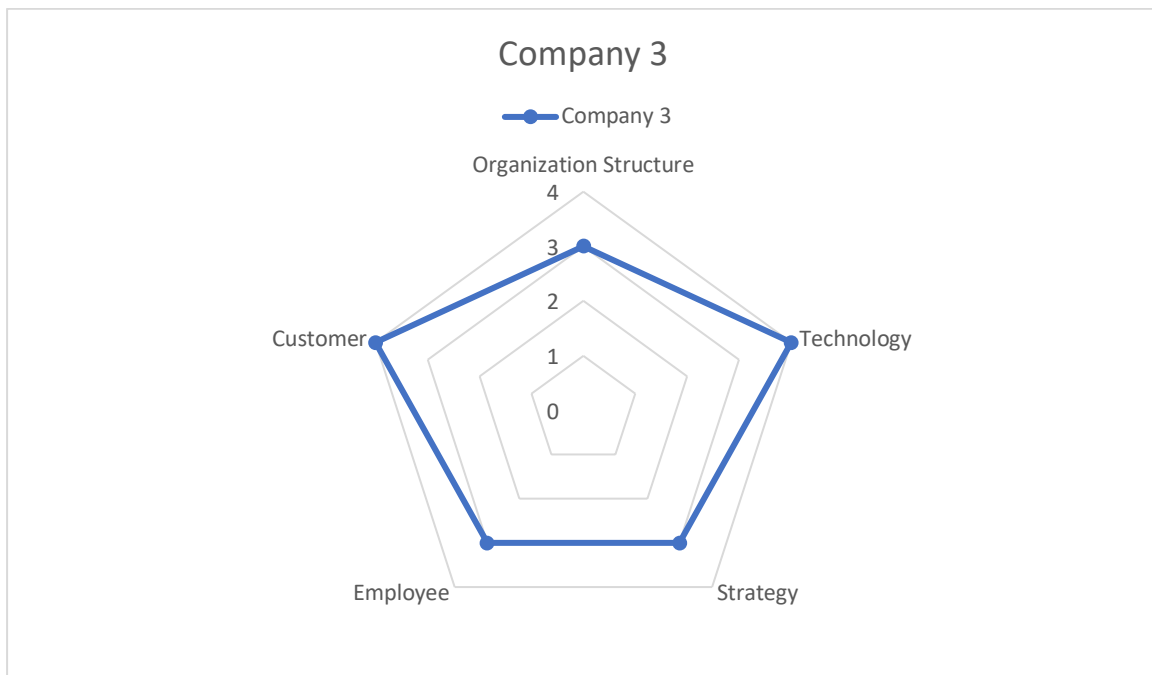 Company 3
Company 3
Organization Structure
4
3
2
1
0
Customer
Technology
Employee
Strategy